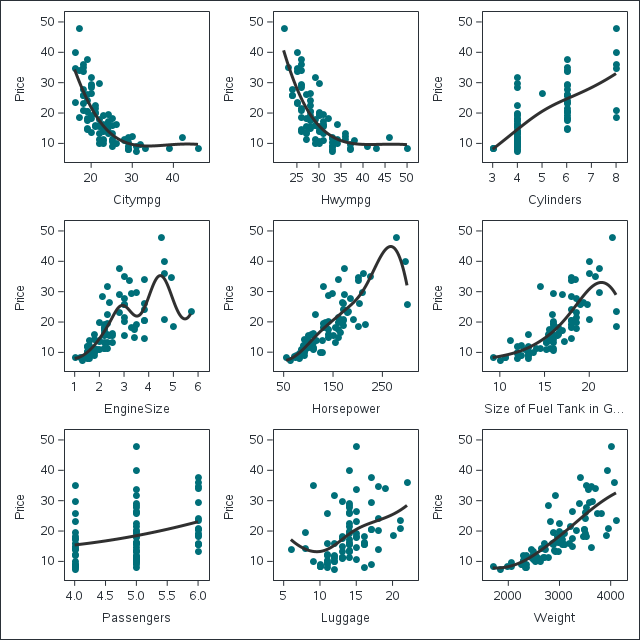 50
40
30
20
10
Price
20 30 40
Citympg
50
40
30
20
10
Price
25 30 35 40 45 50
Hwympg
50
40
30
20
10
Price
3 4 5 6 7 8
Cylinders
50
40
30
20
10
Price
1 2 3 4 5 6
EngineSize
50
40
30
20
10
Price
50 150 250
Horsepower
50
40
30
20
10
Price
10 15 20
Size of Fuel Tank in G...
50
40
30
20
10
Price
4.0 4.5 5.0 5.5 6.0
Passengers
50
40
30
20
10
Price
5 10 15 20
Luggage
50
40
30
20
10
Price
2000 3000 4000
Weight